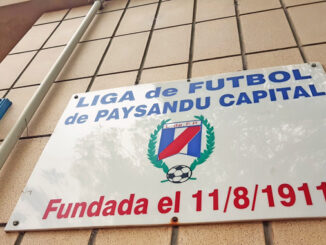 LIGA de FUTBOL
de PAYSANDU CAPITAL
Fundada el 11/8/1911